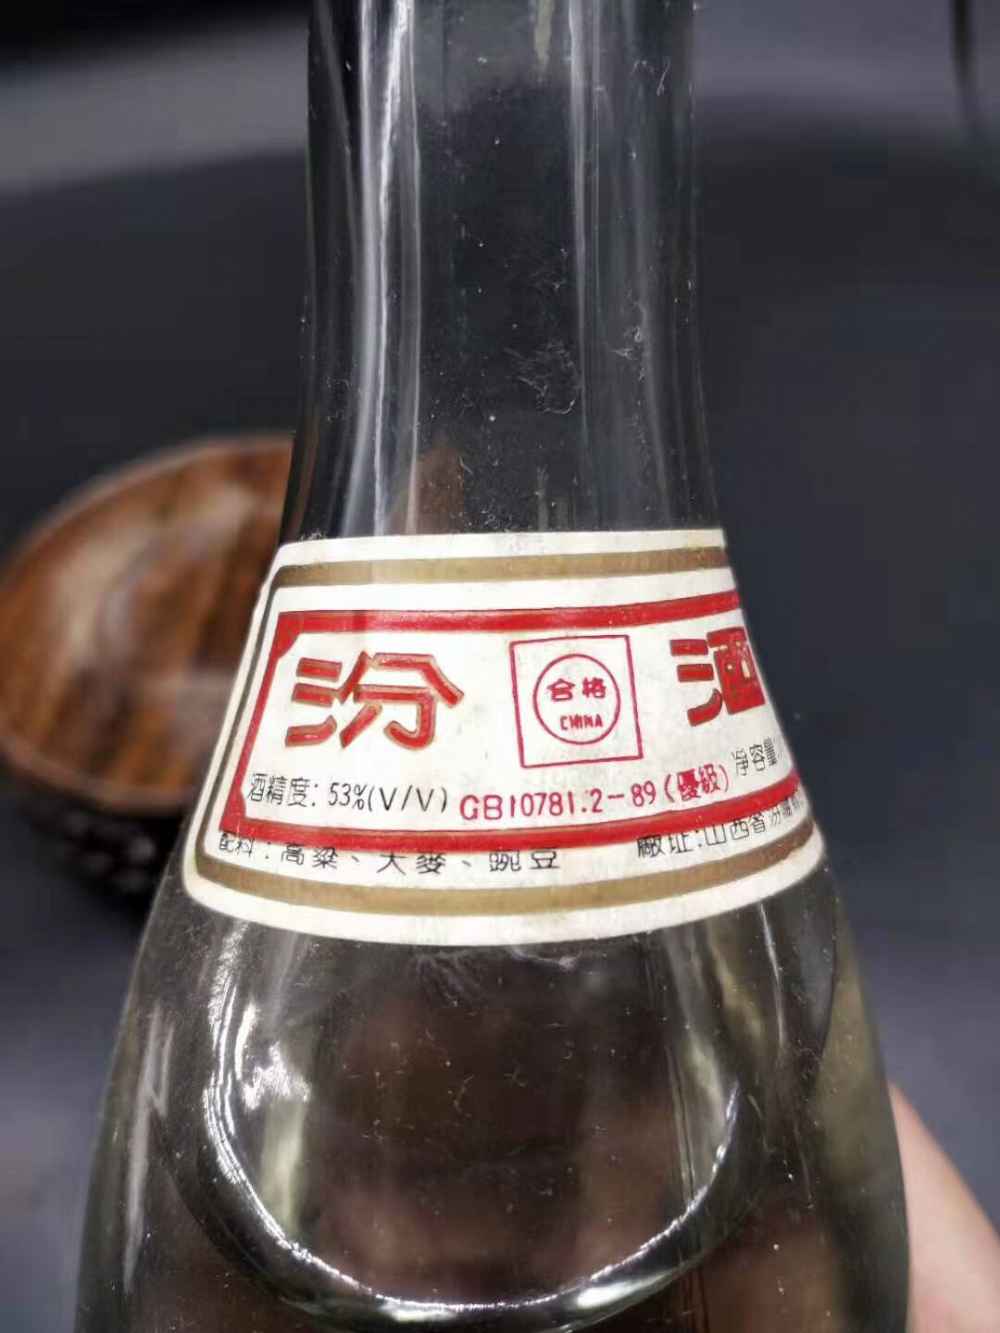 汾 酒
合格
CHINA
酒精度：53%(V/V) GB10781.2－89（優級） 净容量
配料：高粱、大麥、豌豆 廠址：山西省汾陽